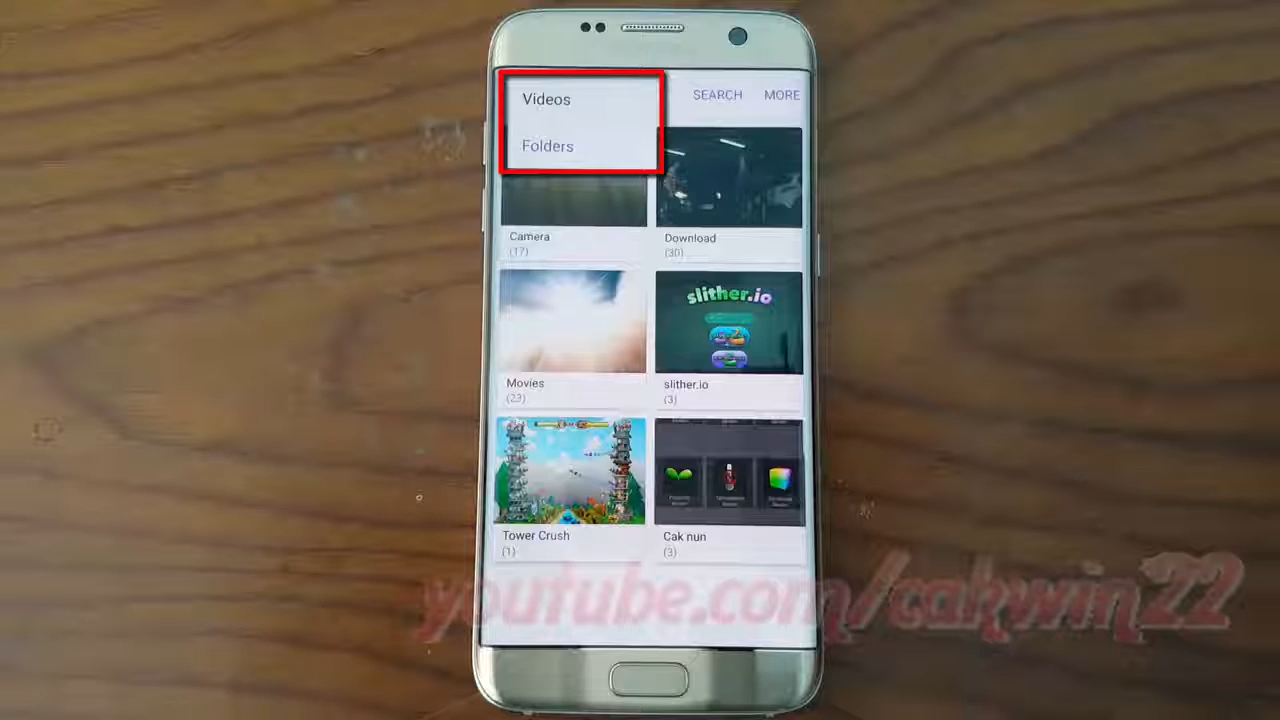 Videos
SEARCH
MORE
Folders
Camera
(17)
Download
(30)
slither.io
Movies
(23)
slither.io
(3)
Tower Crush
(1)
Cak nun
(3)
youtube.com/cakwin22